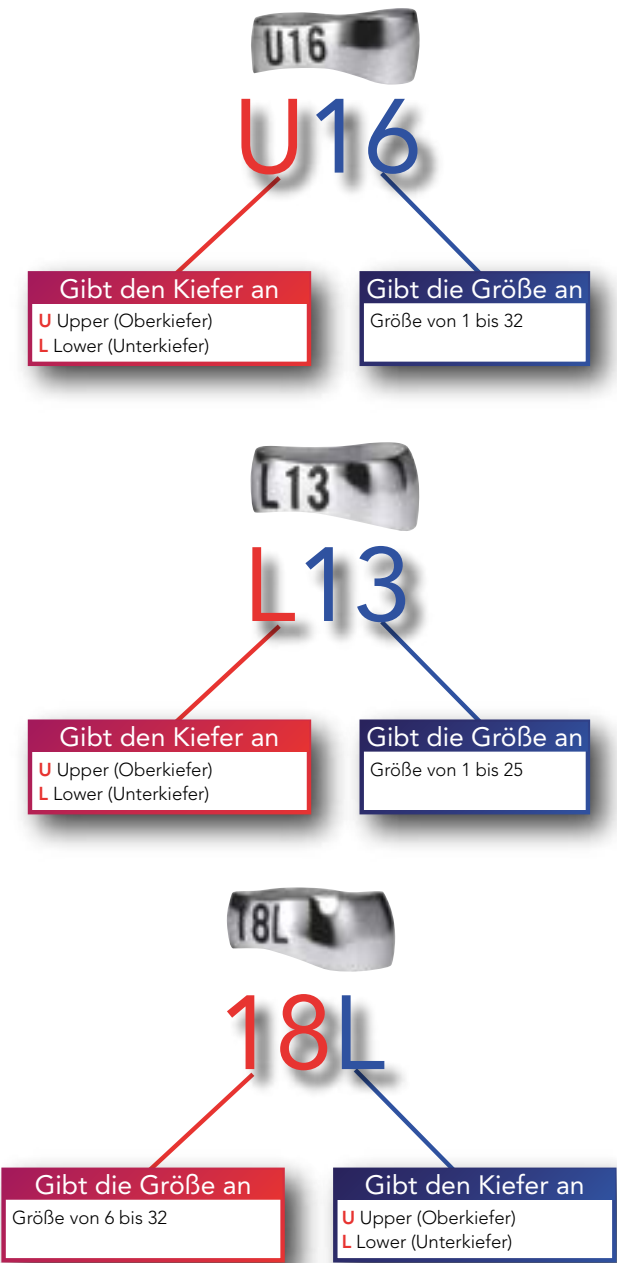 U16
U16
Gibt den Kiefer an
U Upper (Oberkiefer)
L Lower (Unterkiefer)
Gibt die Größe an
Größe von 1 bis 32
L13
L13
Gibt den Kiefer an
U Upper (Oberkiefer)
L Lower (Unterkiefer)
Gibt die Größe an
Größe von 1 bis 25
18L
18L
Gibt die Größe an
Größe von 6 bis 32
Gibt den Kiefer an
U Upper (Oberkiefer)
L Lower (Unterkiefer)